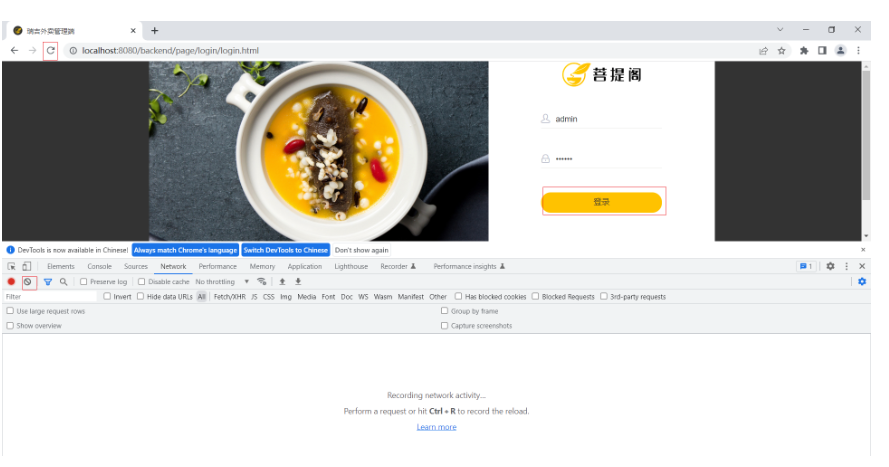 瑞吉外卖管理端
localhost:8080/backend/page/login/login.html
菩提阁
admin
登录
DevTools is now available in Chinese! Always match Chrome's language Switch DevTools to Chinese Don't show again
Elements Console Sources Network Performance Memory Application Lighthouse Recorder Performance insights 1
Preserve log Disable cache No throttling
Filter Invert Hide data URLs All Fetch/XHR JS CSS Img Media Font Doc WS Wasm Manifest Other Has blocked cookies Blocked Requests 3rd-party requests
Use large request rows Group by frame
Show overview Capture screenshots
Recording network activity...
Perform a request or hit Ctrl + R to record the reload.
Learn more